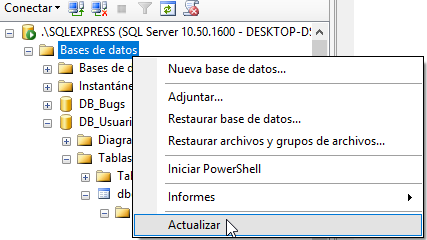 Conectar
.\SQLEXPRESS (SQL Server 10.50.1600 - DESKTOP-DS
Bases de datos
Bases de d
Nueva base de datos...
Instantáne
Adjuntar...
DB_Bugs
Restaurar base de datos...
DB_Usuari
Restaurar archivos y grupos de archivos...
Diagra
Tablas
Iniciar PowerShell
Tab
db
Informes
Actualizar